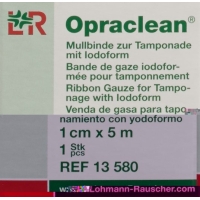 L&R
Opraclean®
Mullbinde zur Tamponade
mit Iodoform
Bande de gaze iodofor-
mée pour tamponnement
Ribbon Gauze for Tampo-
nage with Iodoform
Venda de gasa para tapo-
namiento con yodoformo
1 cm x 5 m
1 Stk
pcs
REF 13 580
Lohmann-Rauscher.com